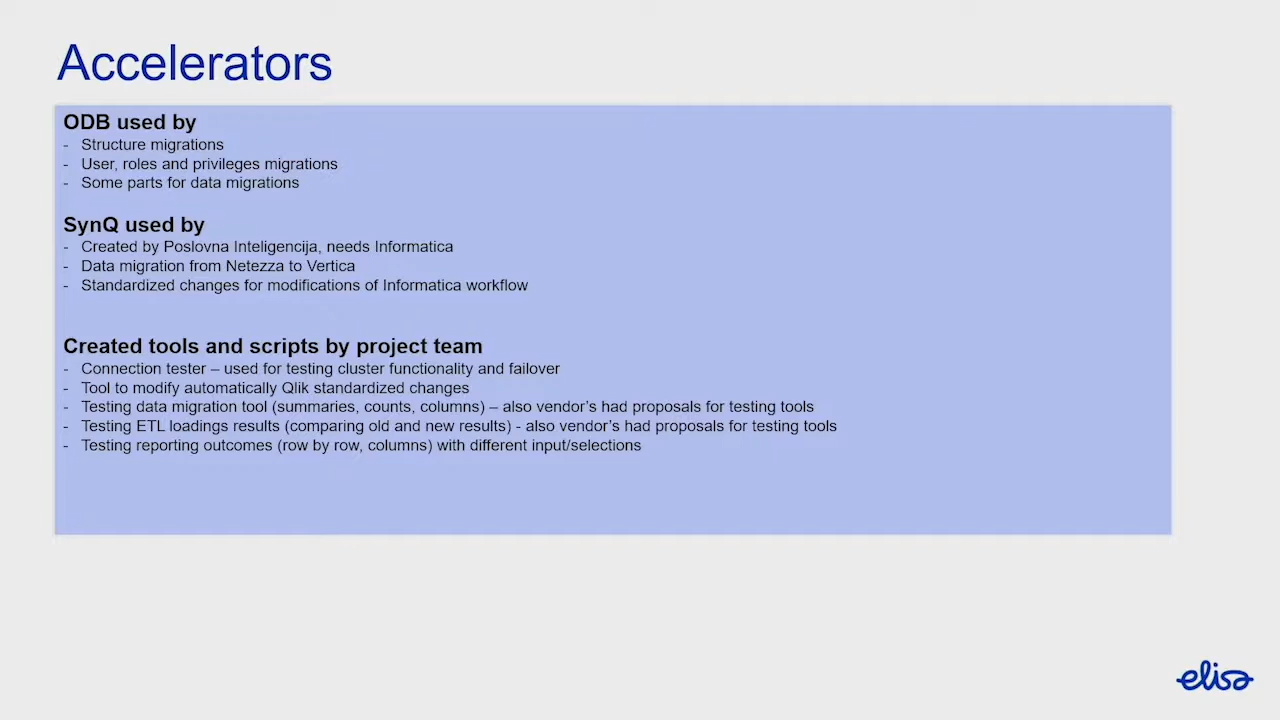 Accelerators
ODB used by
- Structure migrations
- User, roles and privileges migrations
- Some parts for data migrations
SynQ used by
- Created by Poslovna Inteligencija, needs Informatica
- Data migration from Netezza to Vertica
- Standardized changes for modifications of Informatica workflow
Created tools and scripts by project team
- Connection tester – used for testing cluster functionality and failover
- Tool to modify automatically Qlik standardized changes
- Testing data migration tool (summaries, counts, columns) – also vendor’s had proposals for testing tools
- Testing ETL loadings results (comparing old and new results) - also vendor’s had proposals for testing tools
- Testing reporting outcomes (row by row, columns) with different input/selections
elisa